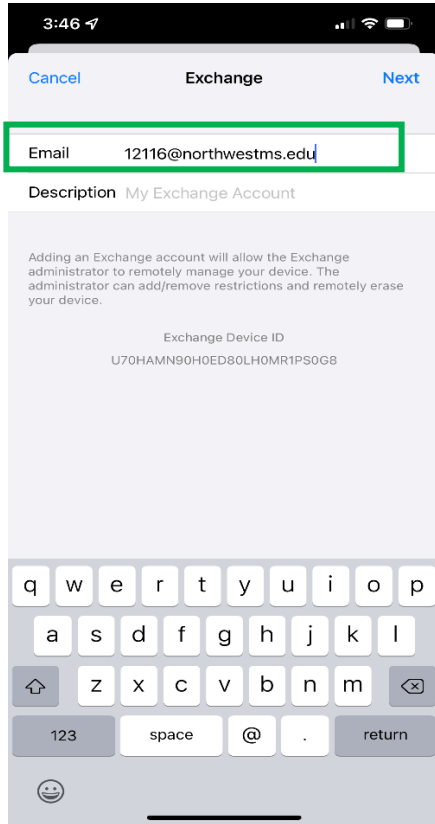 3:46
Cancel Exchange Next
Email 12116@northwestms.edu
Description My Exchange Account
Adding an Exchange account will allow the Exchange
administrator to remotely manage your device. The
administrator can add/remove restrictions and remotely erase
your device.
Exchange Device ID
U70HAMN90H0ED80LH0MR1PS0G8
q w e r t y u i o p
a s d f g h j k l
z x c v b n m
123 space @ . return